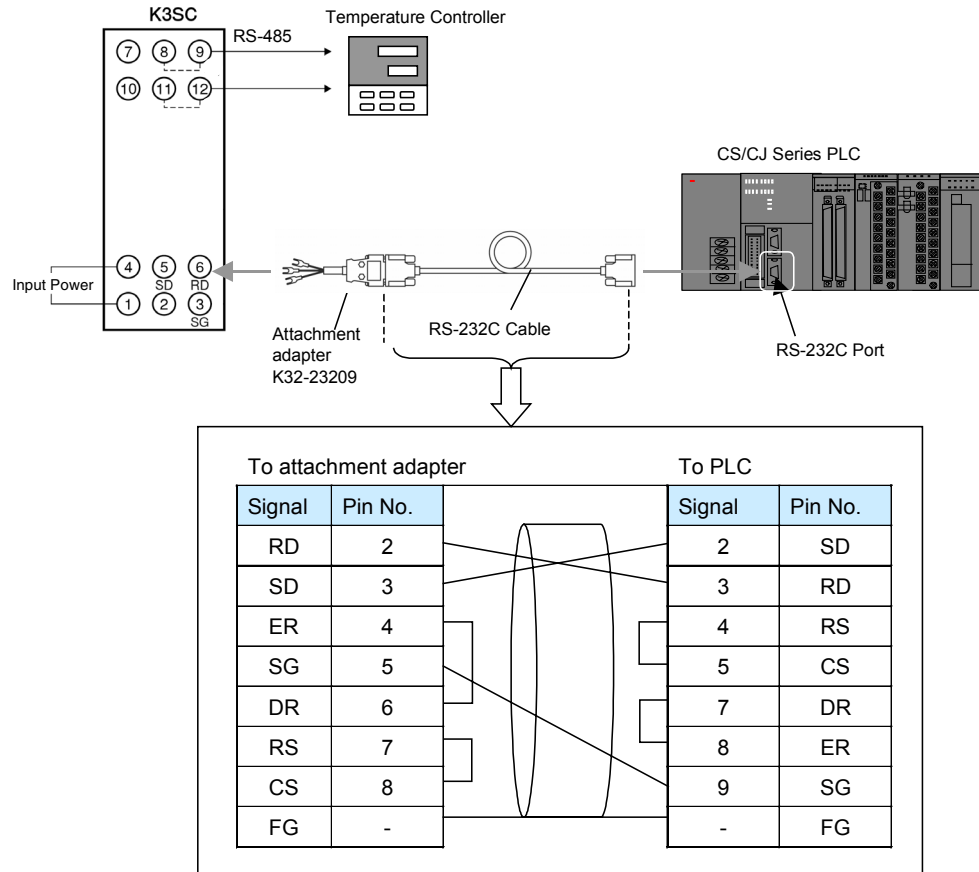 K3SC
Temperature Controller
RS-485
7 8 9
10 11 12
CS/CJ Series PLC
4 5 6
SD RD
Input Power
1 2 3
SG
Attachment
adapter
K32-23209
RS-232C Cable
RS-232C Port
To attachment adapter To PLC
Signal Pin No. Signal Pin No.
RD 2 2 SD
SD 3 3 RD
ER 4 4 RS
SG 5 5 CS
DR 6 7 DR
RS 7 8 ER
CS 8 9 SG
FG - - FG